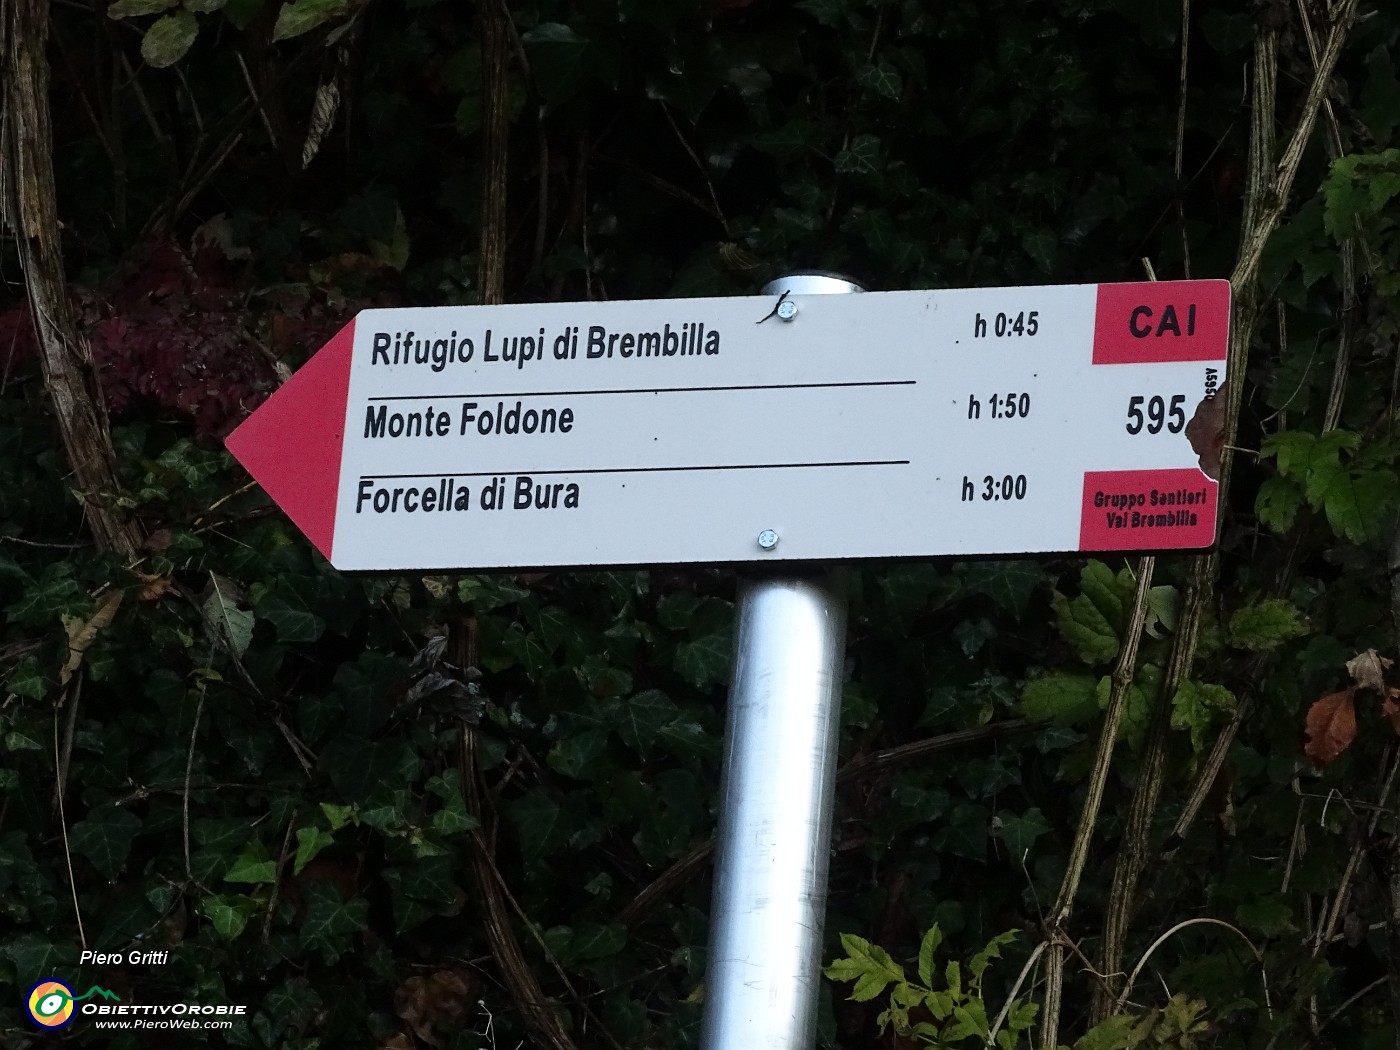 Rifugio Lupi di Brembilla h 0:45 CAI
Monte Foldone h 1:50 595
Forcella di Bura h 3:00
Gruppo Sentieri
Val Brembilla
Piero Gritti
ObiettivOrobie
www.PieroWeb.com